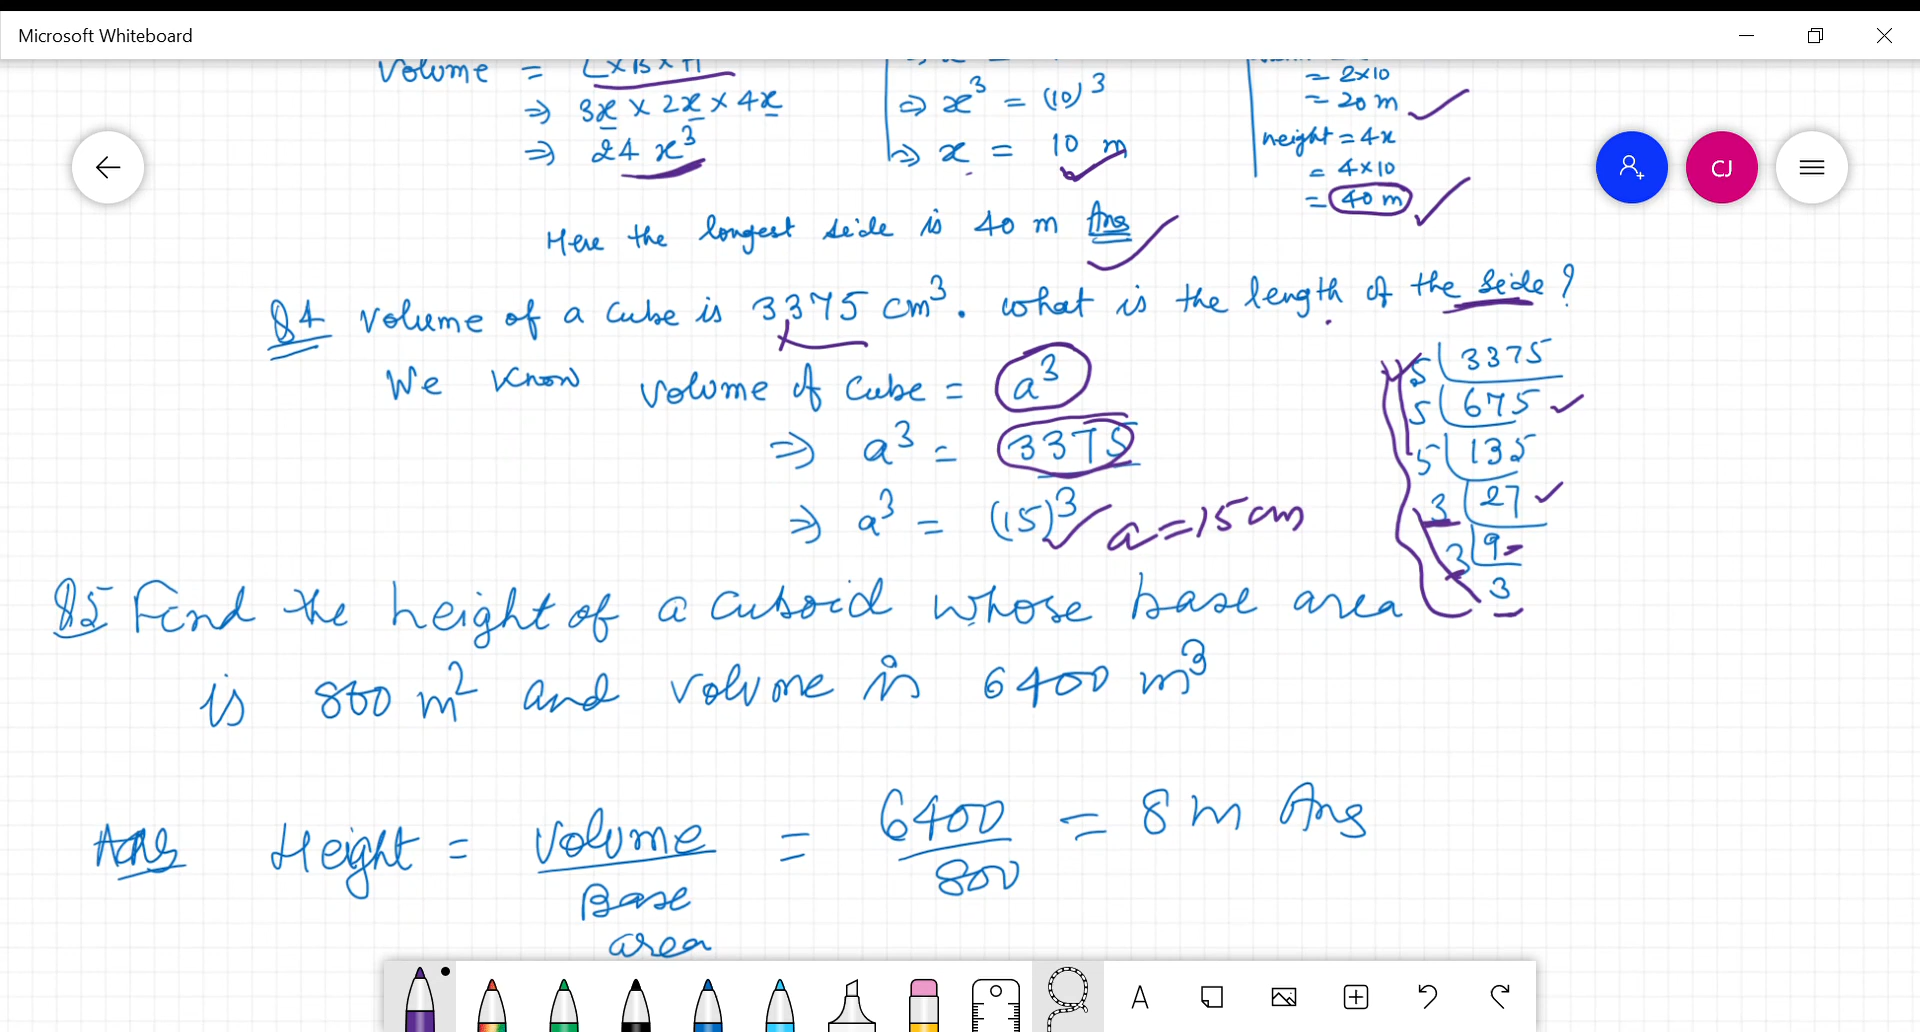 Microsoft Whiteboard
Volume = L × B × H
⇒ 3x × 2x × 4x
⇒ 24 x³
⇒ x³ = (10)³
⇒ x = 10 m
= 2×10
= 20 m
height = 4x
= 4×10
= 40 m
CJ
Here the longest side is 40 m Ans
Q4 Volume of a cube is 3375 cm³. what is the length of the side?
We know volume of cube = a³
⇒ a³ = 3375
⇒ a³ = (15)³ a = 15 cm
5 3375
5 675
5 135
3 27
3 9
3
Q5 Find the height of a cuboid whose base area
is 800 m² and volume is 6400 m³
Ans Height = Volume / Base area = 6400 / 800 = 8 m Ans
A